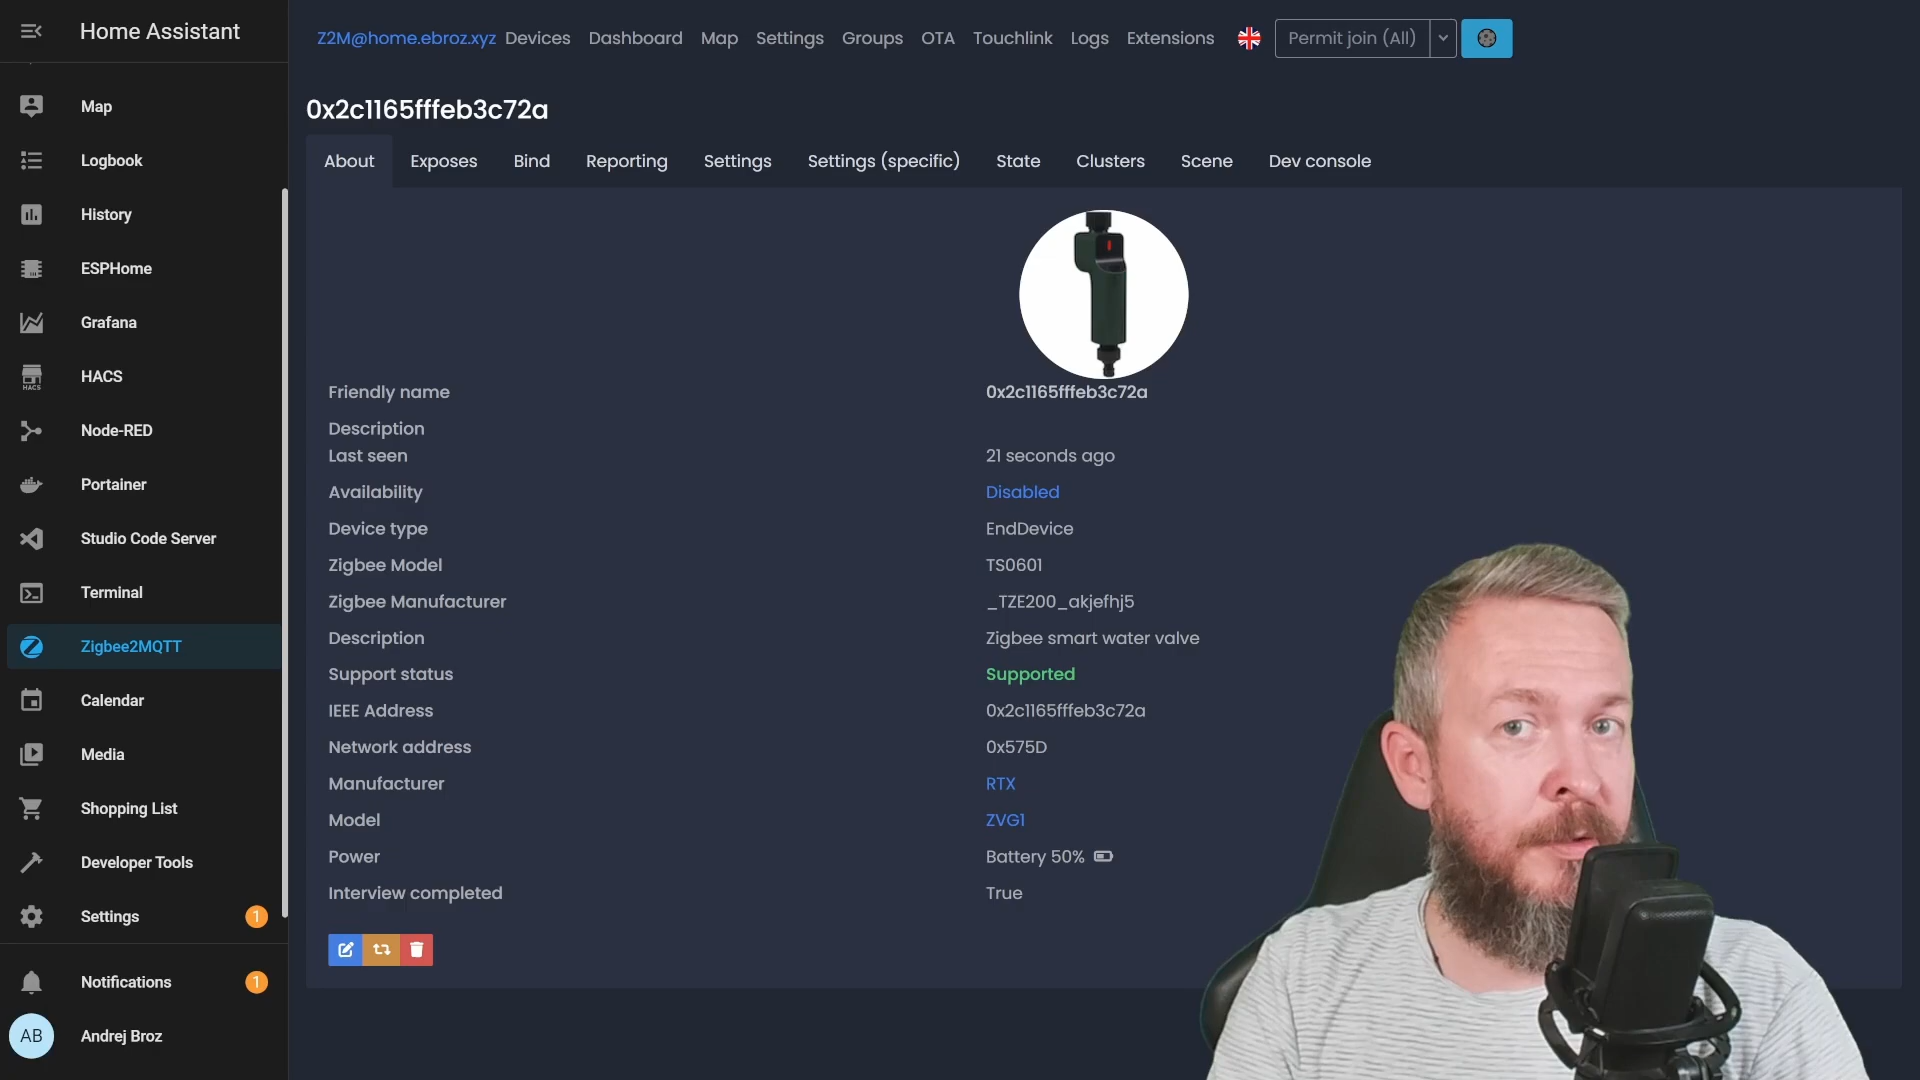 Home Assistant
Map
Logbook
History
ESPHome
Grafana
HACS
HACS
Node-RED
Portainer
Studio Code Server
Terminal
Zigbee2MQTT
Calendar
Media
Shopping List
Developer Tools
Settings 1
Notifications 1
AB Andrej Broz
Z2M@home.ebroz.xyz Devices Dashboard Map Settings Groups OTA Touchlink Logs Extensions Permit join (All)
0x2c1165fffeb3c72a
About Exposes Bind Reporting Settings Settings (specific) State Clusters Scene Dev console
Friendly name 0x2c1165fffeb3c72a
Description
Last seen 21 seconds ago
Availability Disabled
Device type EndDevice
Zigbee Model TS0601
Zigbee Manufacturer _TZE200_akjefhj5
Description Zigbee smart water valve
Support status Supported
IEEE Address 0x2c1165fffeb3c72a
Network address 0x575D
Manufacturer RTX
Model ZVG1
Power Battery 50%
Interview completed True